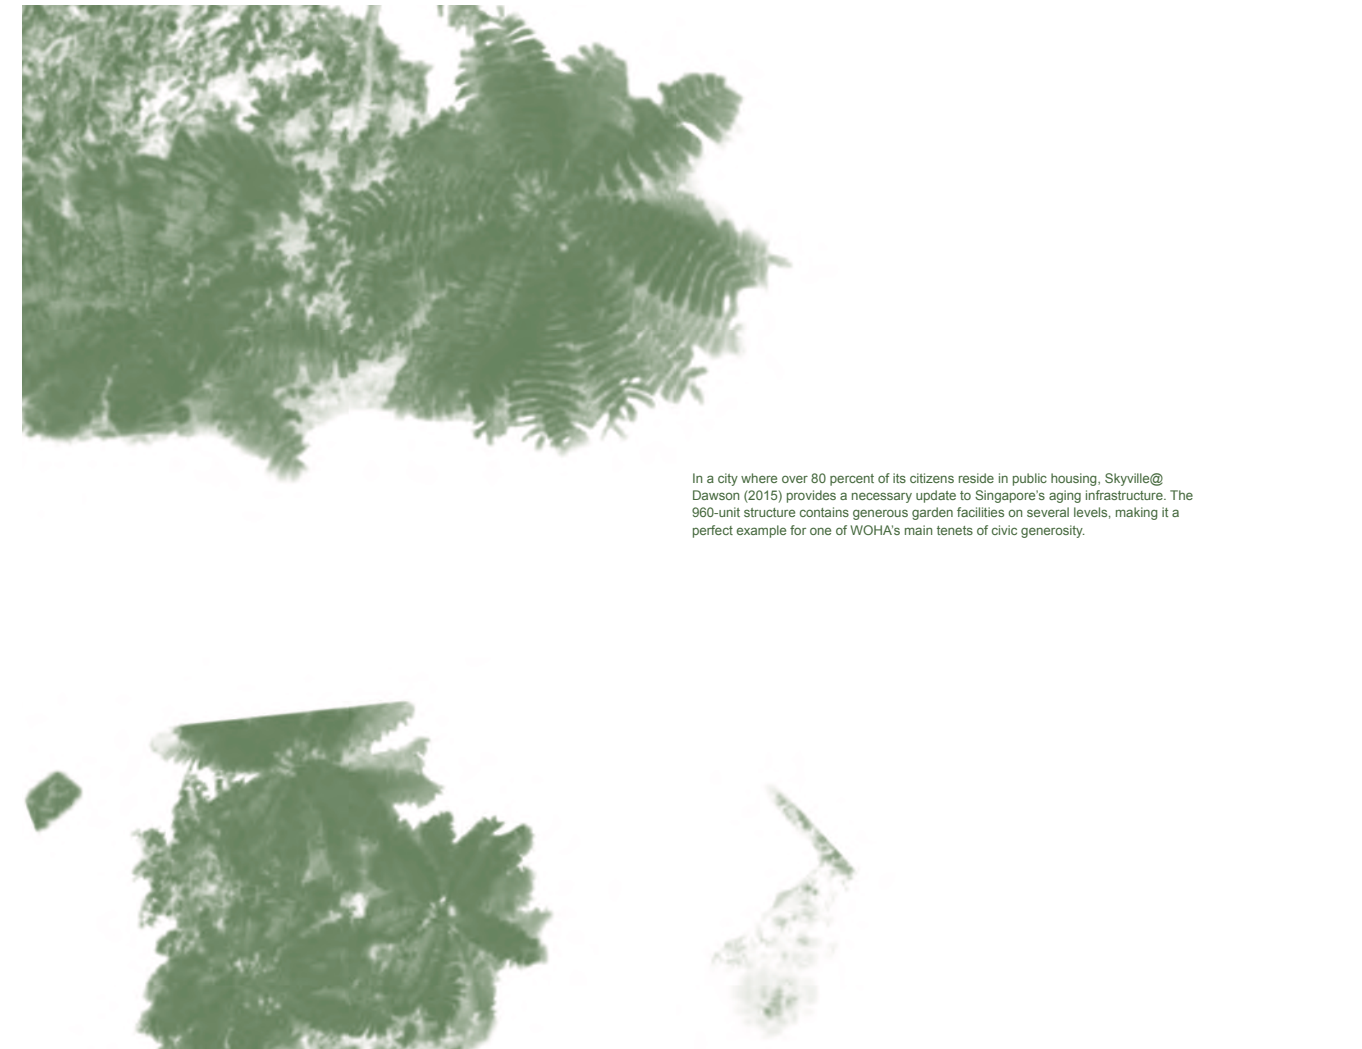 In a city where over 80 percent of its citizens reside in public housing, Skyville@
Dawson (2015) provides a necessary update to Singapore’s aging infrastructure. The
960-unit structure contains generous garden facilities on several levels, making it a
perfect example for one of WOHA’s main tenets of civic generosity.